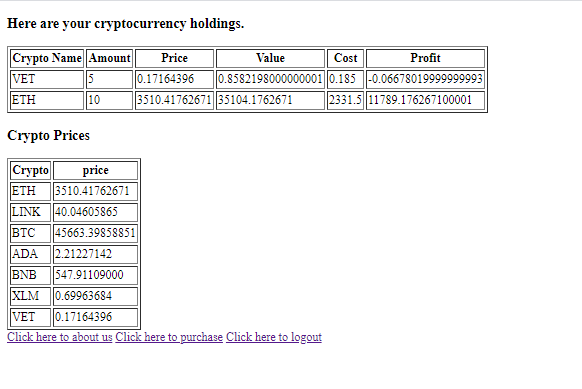 Here are your cryptocurrency holdings.
Crypto Name Amount Price Value Cost Profit
VET 5 0.17164396 0.8582198000000001 0.185 -0.06678019999999993
ETH 10 3510.41762671 35104.1762671 2331.5 11789.176267100001
Crypto Prices
Crypto price
ETH 3510.41762671
LINK 40.04605865
BTC 45663.39858851
ADA 2.21227142
BNB 547.91109000
XLM 0.69963684
VET 0.17164396
Click here to about us Click here to purchase Click here to logout